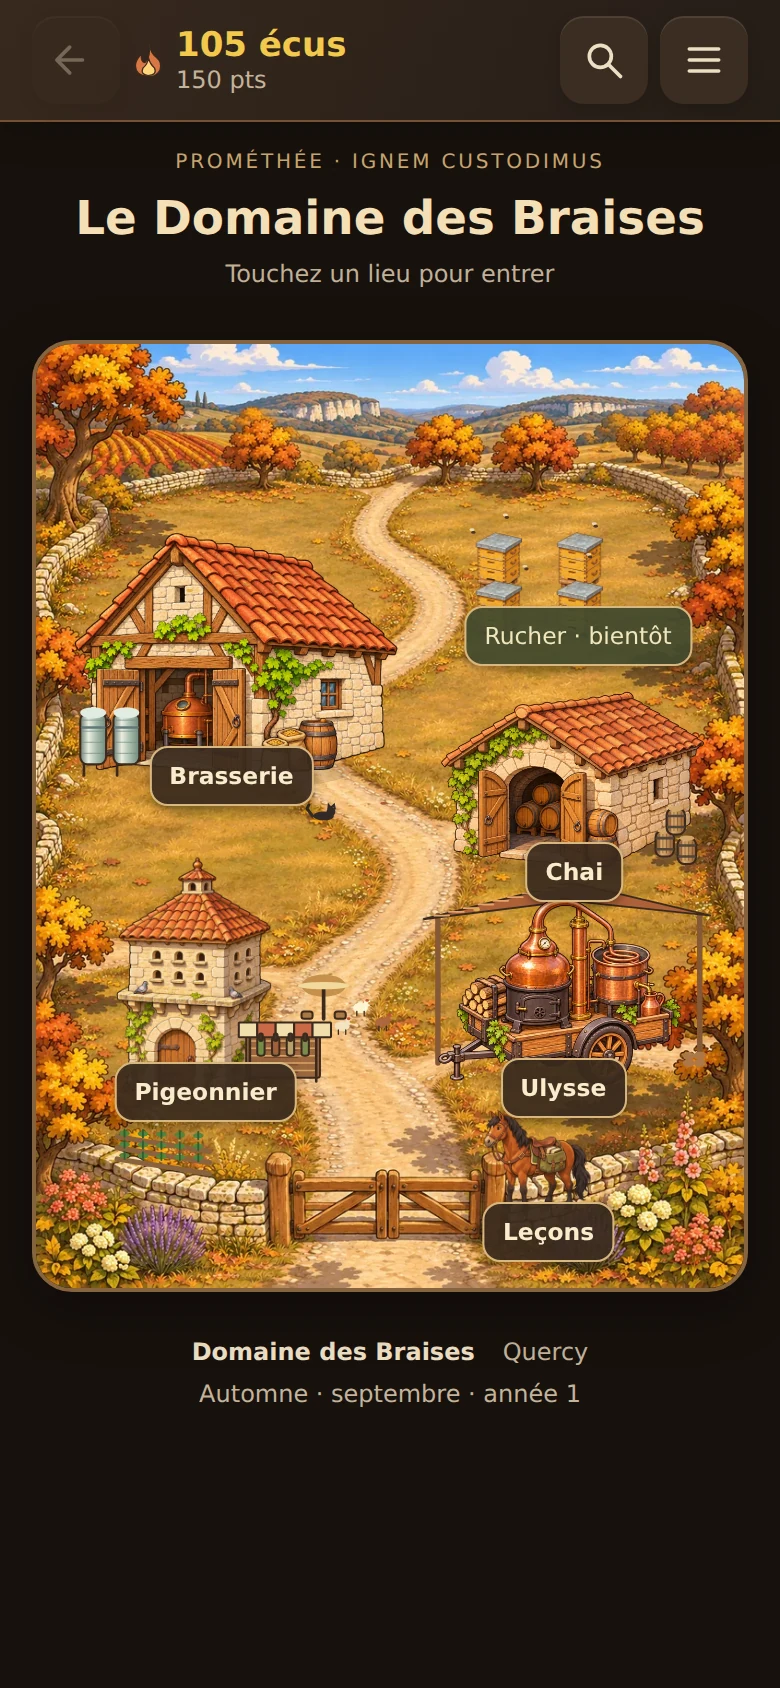 105 écus
150 pts
PROMÉTHÉE · IGNEM CUSTODIMUS
Le Domaine des Braises
Touchez un lieu pour entrer
Rucher · bientôt
Brasserie
Chai
Pigeonnier
Ulysse
Leçons
Domaine des Braises Quercy
Automne · septembre · année 1